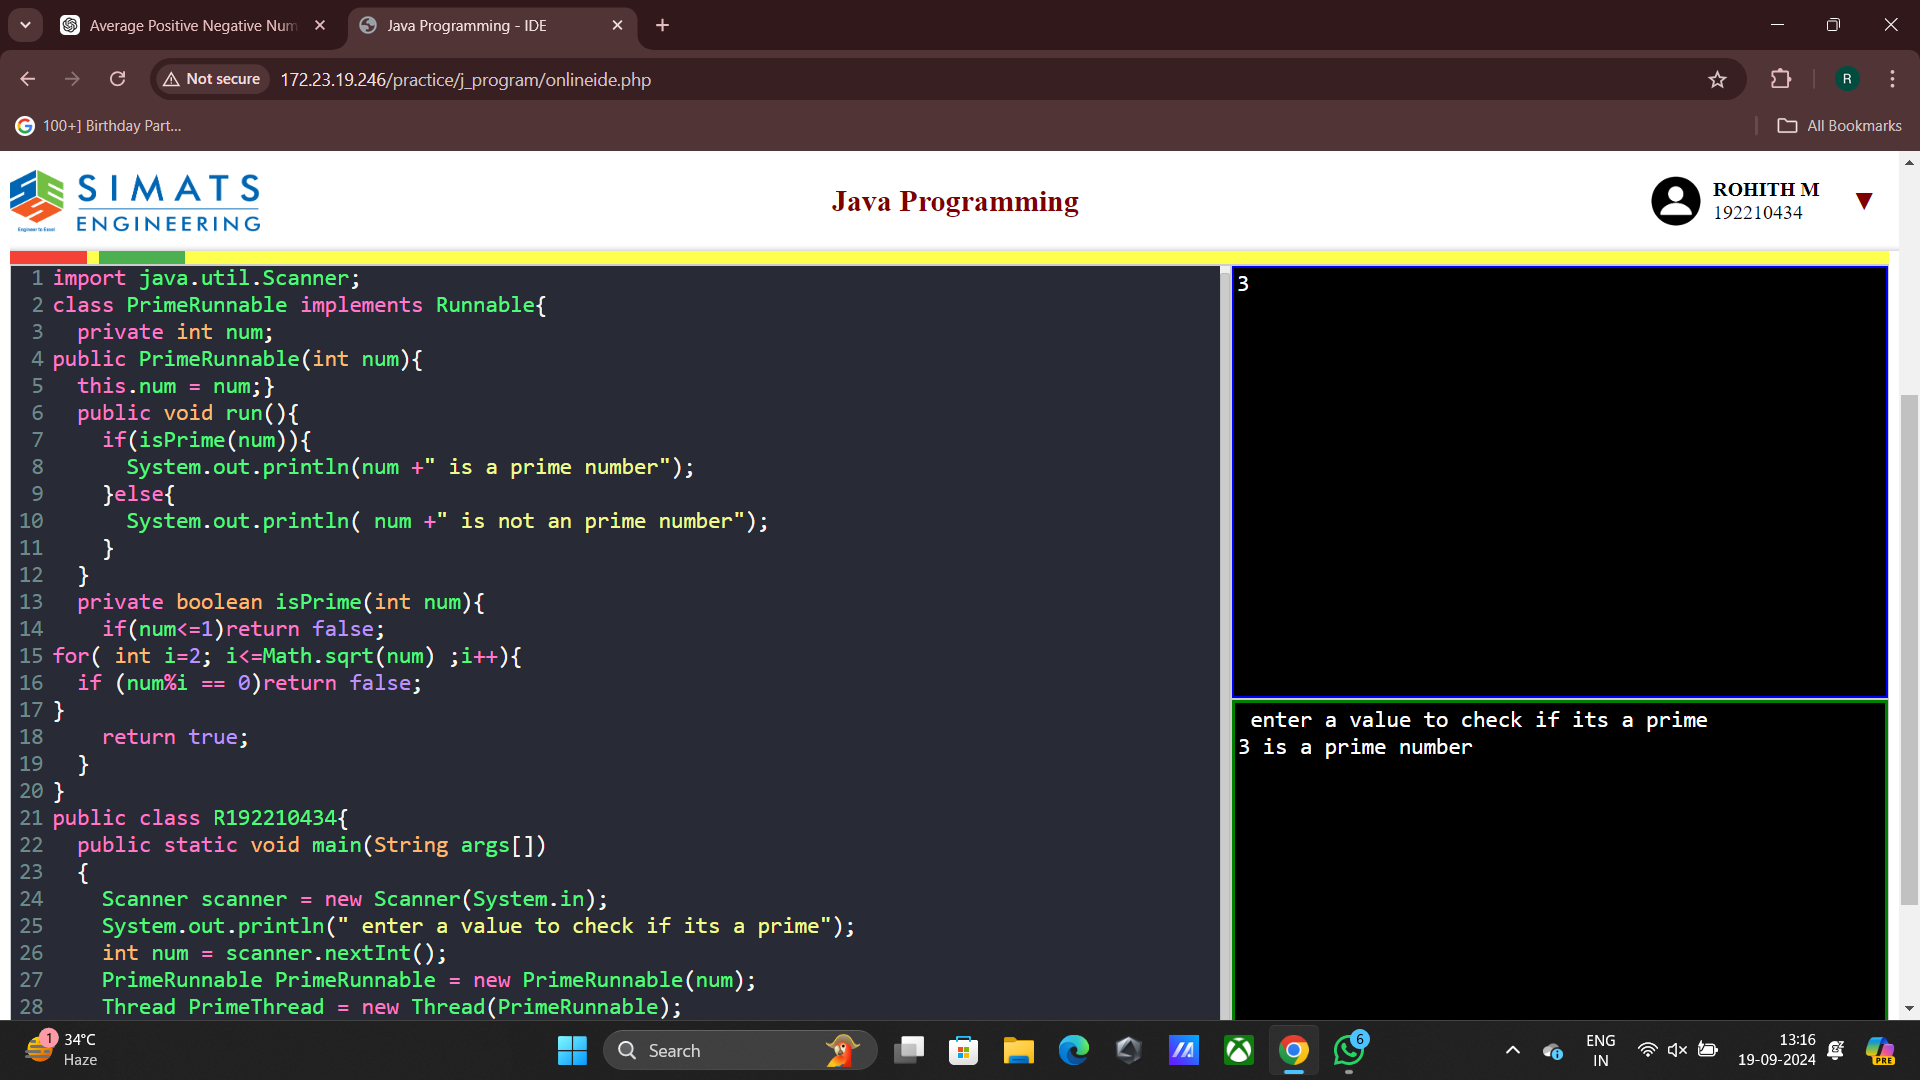 Average Positive Negative Num
Java Programming - IDE
Not secure
172.23.19.246/practice/j_program/onlineide.php
R
100+] Birthday Part...
All Bookmarks
SIMATS
ENGINEERING
Engineer to Excel
Java Programming
ROHITH M
192210434
1 import java.util.Scanner;
2 class PrimeRunnable implements Runnable{
3 private int num;
4 public PrimeRunnable(int num){
5 this.num = num;}
6 public void run(){
7 if(isPrime(num)){
8 System.out.println(num +" is a prime number");
9 }else{
10 System.out.println( num +" is not an prime number");
11 }
12 }
13 private boolean isPrime(int num){
14 if(num<=1)return false;
15 for( int i=2; i<=Math.sqrt(num) ;i++){
16 if (num%i == 0)return false;
17 }
18 return true;
19 }
20 }
21 public class R192210434{
22 public static void main(String args[])
23 {
24 Scanner scanner = new Scanner(System.in);
25 System.out.println(" enter a value to check if its a prime");
26 int num = scanner.nextInt();
27 PrimeRunnable PrimeRunnable = new PrimeRunnable(num);
28 Thread PrimeThread = new Thread(PrimeRunnable);
3
enter a value to check if its a prime
3 is a prime number
1
34°C
Haze
Search
6
ENG
IN
13:16
19-09-2024
PRE